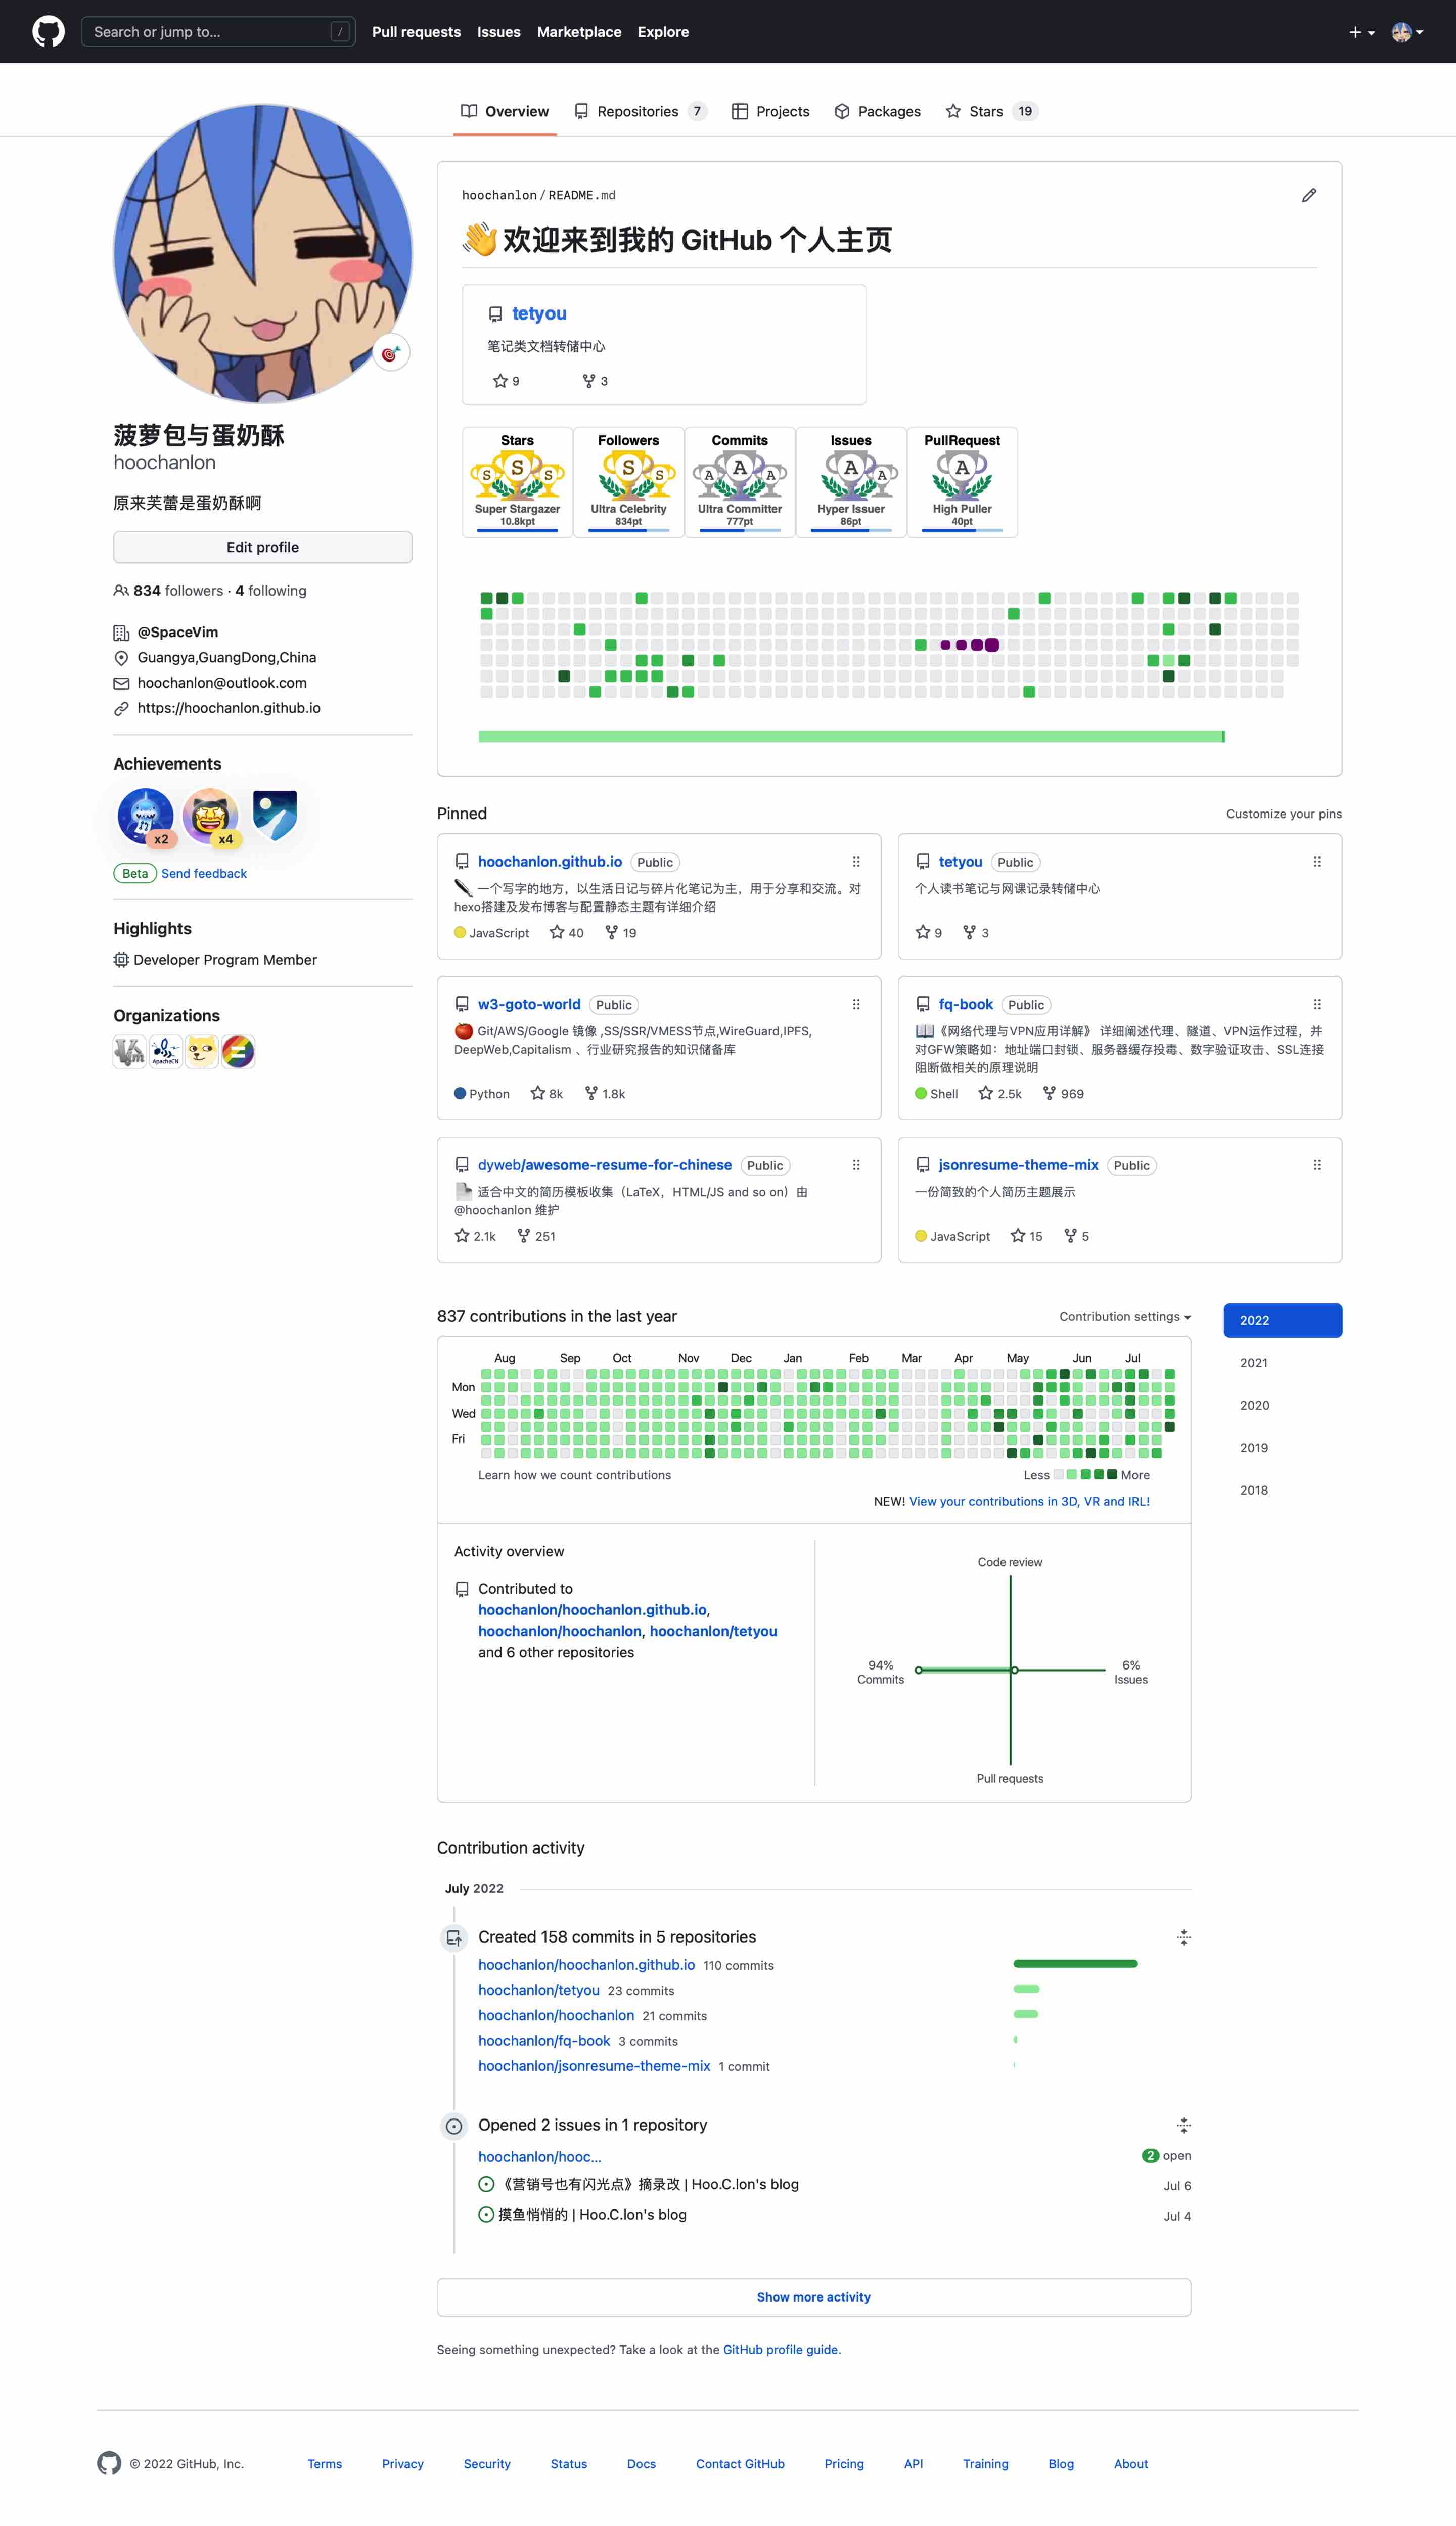 Search or jump to...
/
Pull requests
Issues
Marketplace
Explore
Overview
Repositories 7
Projects
Packages
Stars 19
菠萝包与蛋奶酥
hoochanlon
原来芙蕾是蛋奶酥啊
Edit profile
834 followers · 4 following
@SpaceVim
Guangya,GuangDong,China
hoochanlon@outlook.com
https://hoochanlon.github.io
Achievements
x2
x4
Beta Send feedback
Highlights
Developer Program Member
Organizations
ApacheCN
hoochanlon/README.md
欢迎来到我的 GitHub 个人主页
tetyou
笔记类文档转储中心
9
3
Stars
S
S
S
Super Stargazer
10.8kpt
Followers
S
S
Ultra Celebrity
834pt
Commits
A
A
A
Ultra Committer
777pt
Issues
A
A
Hyper Issuer
86pt
PullRequest
A
High Puller
40pt
Pinned
Customize your pins
hoochanlon.github.io Public
一个写字的地方，以生活日记与碎片化笔记为主，用于分享和交流。对
hexo搭建及发布博客与配置静态主题有详细介绍
JavaScript 40 19
tetyou Public
个人读书笔记与网课记录转储中心
9 3
w3-goto-world Public
Git/AWS/Google 镜像 ,SS/SSR/VMESS节点,WireGuard,IPFS,
DeepWeb,Capitalism 、行业研究报告的知识储备库
Python 8k 1.8k
fq-book Public
《网络代理与VPN应用详解》 详细阐述代理、隧道、VPN运作过程，并
对GFW策略如：地址端口封锁、服务器缓存投毒、数字验证攻击、SSL连接
阻断做相关的原理说明
Shell 2.5k 969
dyweb/awesome-resume-for-chinese Public
适合中文的简历模板收集（LaTeX，HTML/JS and so on）由
@hoochanlon 维护
2.1k 251
jsonresume-theme-mix Public
一份简致的个人简历主题展示
JavaScript 15 5
837 contributions in the last year
Contribution settings
2022
2021
2020
2019
2018
Aug Sep Oct Nov Dec Jan Feb Mar Apr May Jun Jul
Mon
Wed
Fri
Learn how we count contributions
Less More
NEW! View your contributions in 3D, VR and IRL!
Activity overview
Contributed to
hoochanlon/hoochanlon.github.io,
hoochanlon/hoochanlon, hoochanlon/tetyou
and 6 other repositories
Code review
94%
Commits
6%
Issues
Pull requests
Contribution activity
July 2022
Created 158 commits in 5 repositories
hoochanlon/hoochanlon.github.io 110 commits
hoochanlon/tetyou 23 commits
hoochanlon/hoochanlon 21 commits
hoochanlon/fq-book 3 commits
hoochanlon/jsonresume-theme-mix 1 commit
Opened 2 issues in 1 repository
hoochanlon/hooc...
2 open
《营销号也有闪光点》摘录改 | Hoo.C.lon's blog
Jul 6
摸鱼悄悄的 | Hoo.C.lon's blog
Jul 4
Show more activity
Seeing something unexpected? Take a look at the GitHub profile guide.
© 2022 GitHub, Inc.
Terms
Privacy
Security
Status
Docs
Contact GitHub
Pricing
API
Training
Blog
About